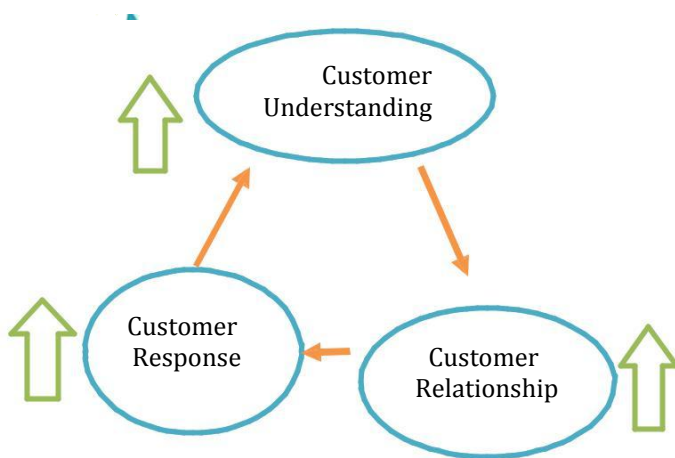 Customer
Understanding
Customer
Response
Customer
Relationship